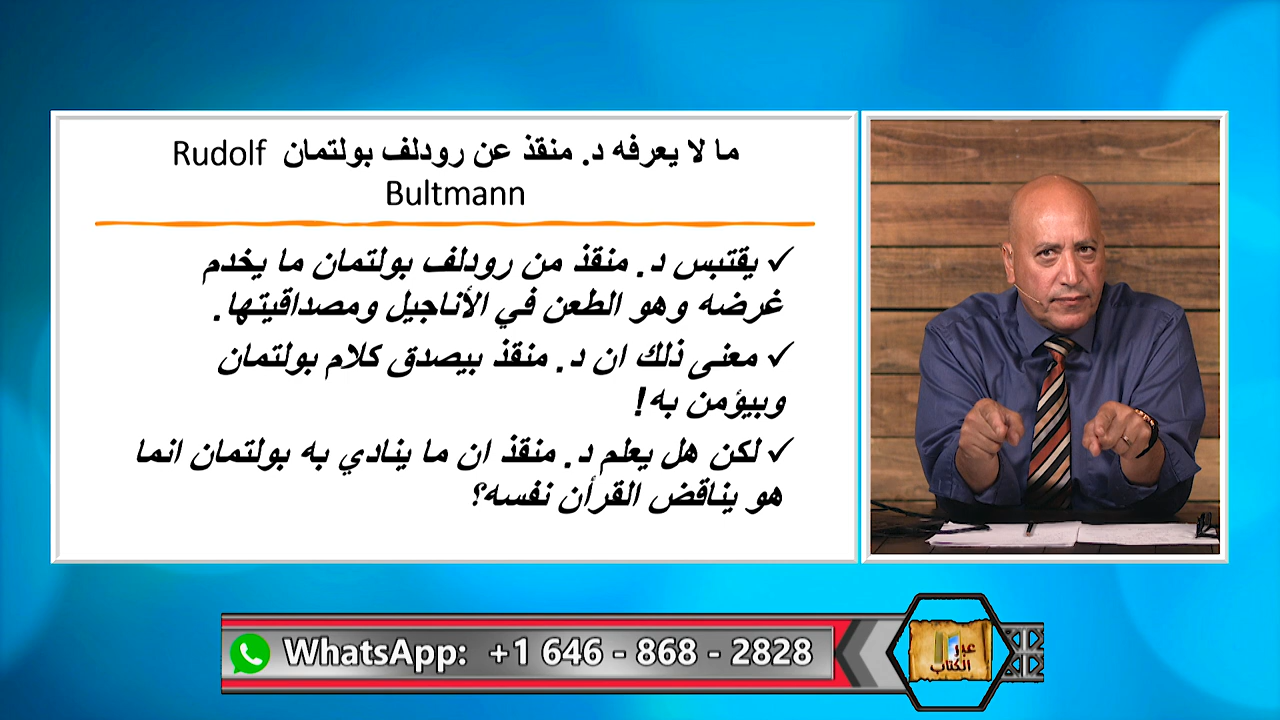 ما لا يعرفه د. منقذ عن رودلف بولتمان Rudolf
Bultmann
✓ يقتبس د. منقذ من رودلف بولتمان ما يخدم
غرضه وهو الطعن في الأناجيل ومصداقيتها.
✓ معنى ذلك ان د. منقذ بيصدق كلام بولتمان
وبيؤمن به!
✓ لكن هل يعلم د. منقذ ان ما ينادي به بولتمان انما
هو يناقض القرأن نفسه؟
WhatsApp: +1 646 - 868 - 2828
عبر
الكتاب